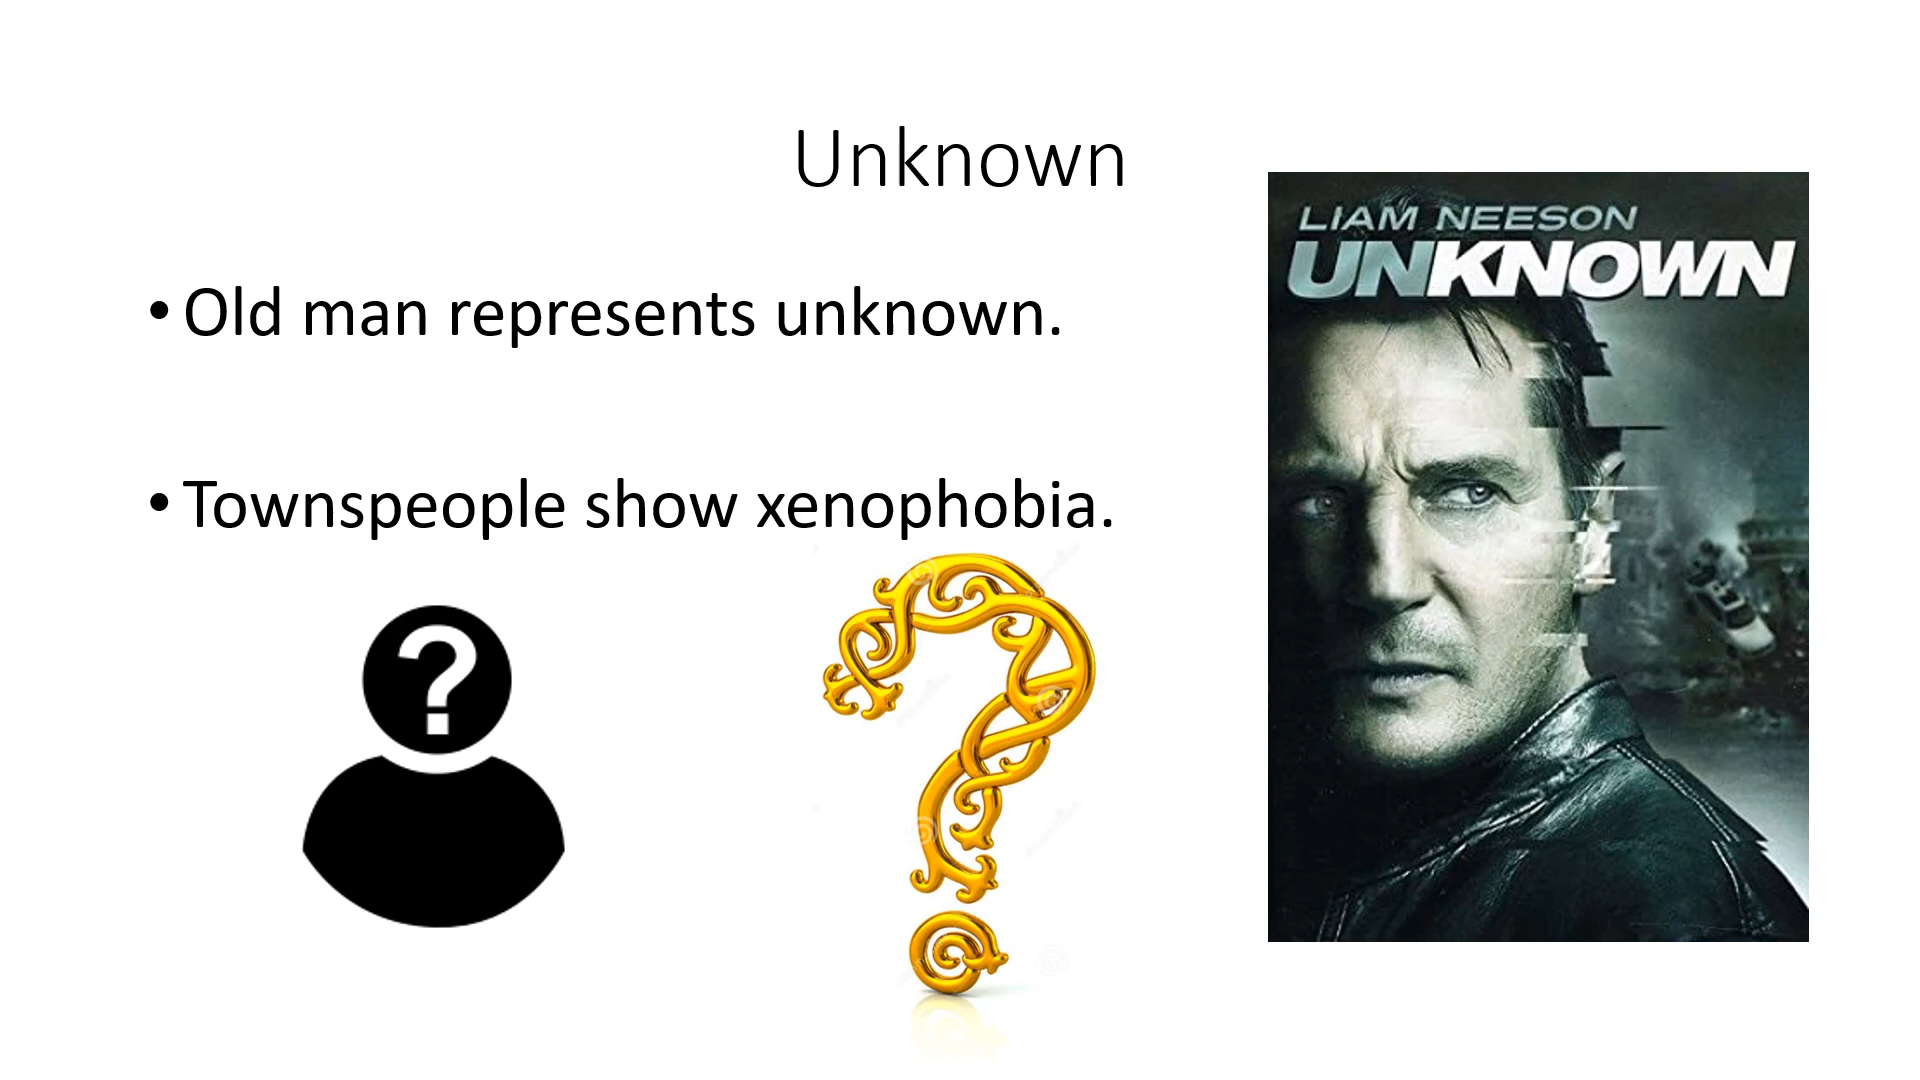 Unknown
• Old man represents unknown.
• Townspeople show xenophobia.
?
LIAM NEESON
UNKNOWN